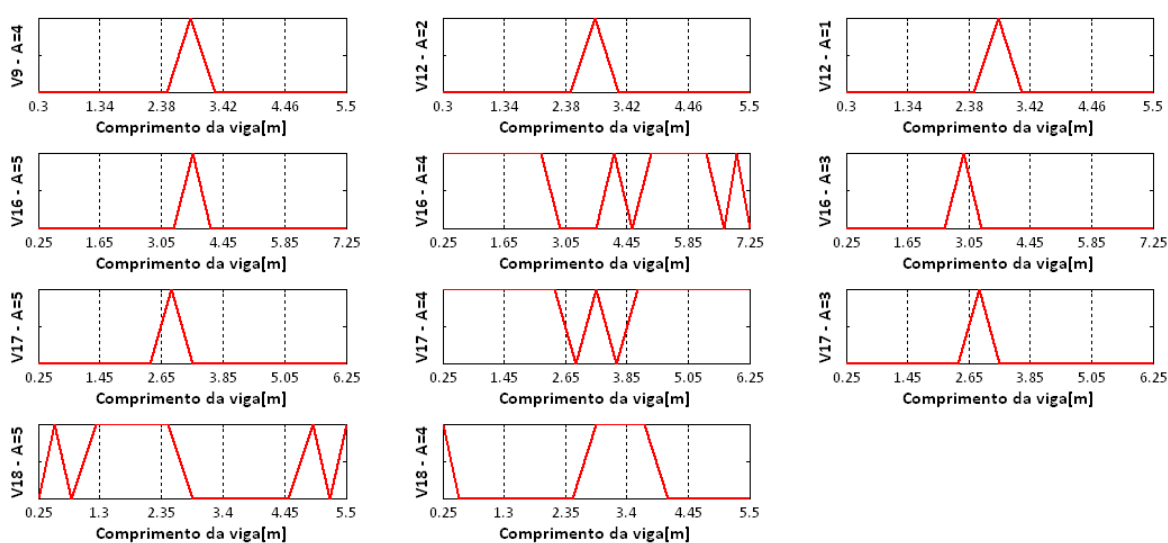 V9 - A=4
0.3 1.34 2.38 3.42 4.46 5.5
Comprimento da viga[m]
V12 - A=2
0.3 1.34 2.38 3.42 4.46 5.5
Comprimento da viga[m]
V12 - A=1
0.3 1.34 2.38 3.42 4.46 5.5
Comprimento da viga[m]
V16 - A=5
0.25 1.65 3.05 4.45 5.85 7.25
Comprimento da viga[m]
V16 - A=4
0.25 1.65 3.05 4.45 5.85 7.25
Comprimento da viga[m]
V16 - A=3
0.25 1.65 3.05 4.45 5.85 7.25
Comprimento da viga[m]
V17 - A=5
0.25 1.45 2.65 3.85 5.05 6.25
Comprimento da viga[m]
V17 - A=4
0.25 1.45 2.65 3.85 5.05 6.25
Comprimento da viga[m]
V17 - A=3
0.25 1.45 2.65 3.85 5.05 6.25
Comprimento da viga[m]
V18 - A=5
0.25 1.3 2.35 3.4 4.45 5.5
Comprimento da viga[m]
V18 - A=4
0.25 1.3 2.35 3.4 4.45 5.5
Comprimento da viga[m]